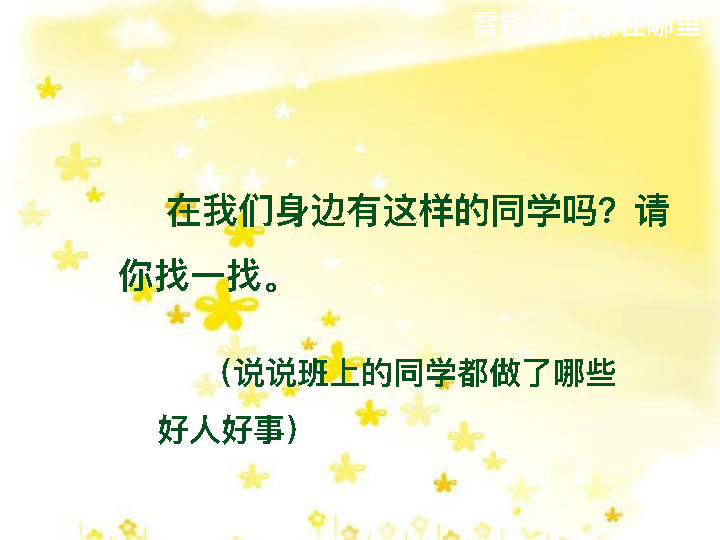 雷锋叔叔,你在哪里
在我们身边有这样的同学吗？请
你找一找。
（说说班上的同学都做了哪些
好人好事）